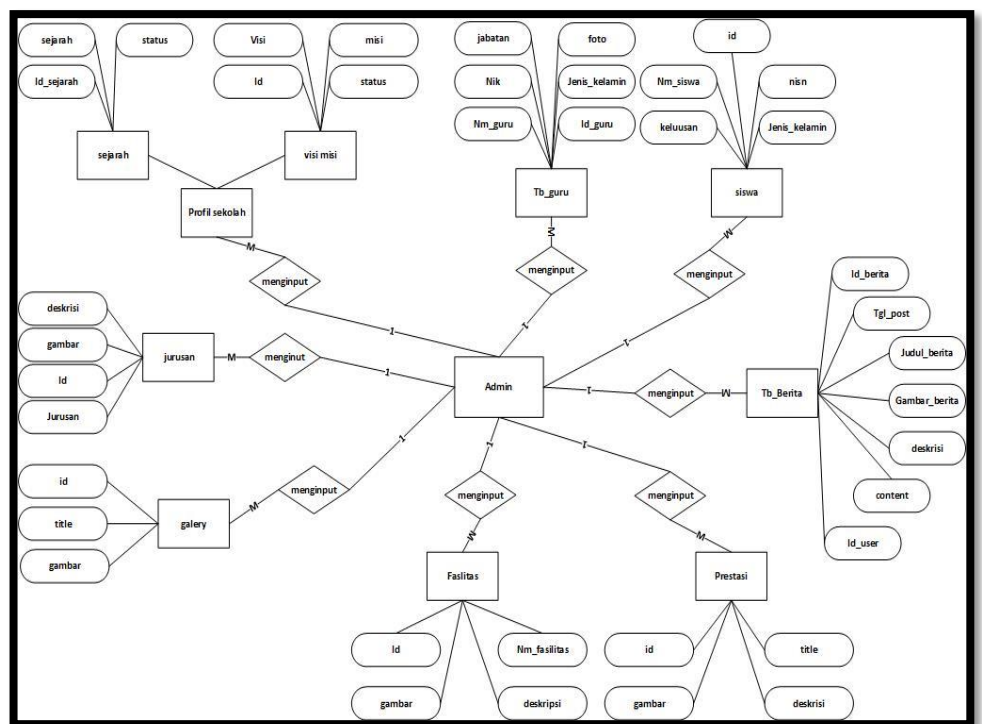 sejarah
status
Id_sejarah
Visi
misi
Id
status
jabatan
foto
Nik
Jenis_kelamin
Nm_guru
Id_guru
id
Nm_siswa
nisn
keluusan
Jenis_kelamin
sejarah
visi misi
Profil sekolah
Tb_guru
siswa
M
M
M
menginput
menginput
menginput
1
1
1
Id_berita
Tgl_post
Judul_berita
Gambar_berita
deskrisi
content
Id_user
deskrisi
gambar
Id
Jurusan
jurusan
M
menginut
1
Admin
1
menginput
M
Tb_Berita
id
title
gambar
galery
M
menginput
1
1
menginput
M
Faslitas
1
menginput
M
Prestasi
Id
Nm_fasilitas
gambar
deskripsi
id
title
gambar
deskrisi